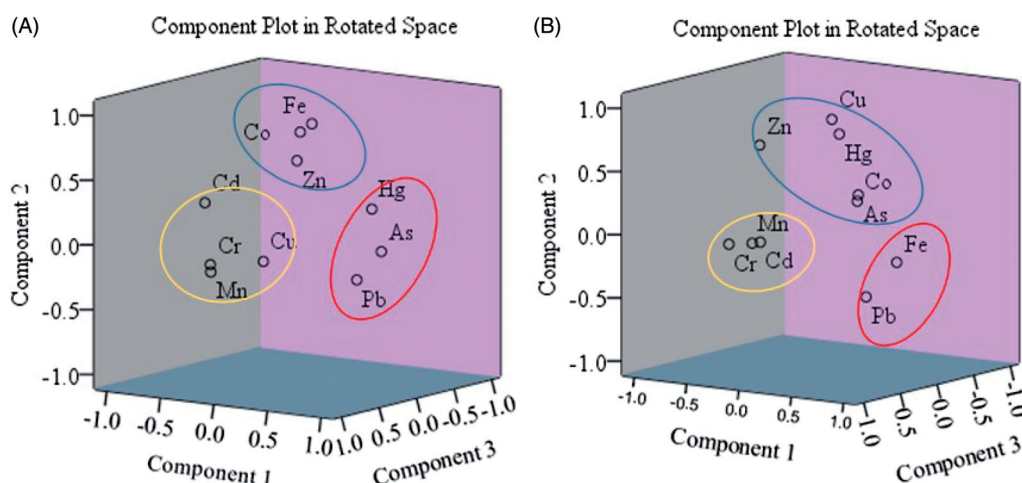 (A)
Component Plot in Rotated Space
Component 2
1.0
0.5
0.0
-0.5
-1.0
Fe
Co
Zn
Cd
Hg
Cr
Cu
As
Mn
Pb
-1.0
-0.5
0.0
0.5
1.0
Component 1
1.0
0.5
0.0
-0.5
-1.0
Component 3
(B)
Component Plot in Rotated Space
Component 2
1.0
0.5
0.0
-0.5
-1.0
Cu
Zn
Hg
Co
As
Mn
Fe
Cr
Cd
Pb
-1.0
-0.5
0.0
0.5
1.0
Component 1
1.0
0.5
0.0
-0.5
-1.0
Component 3